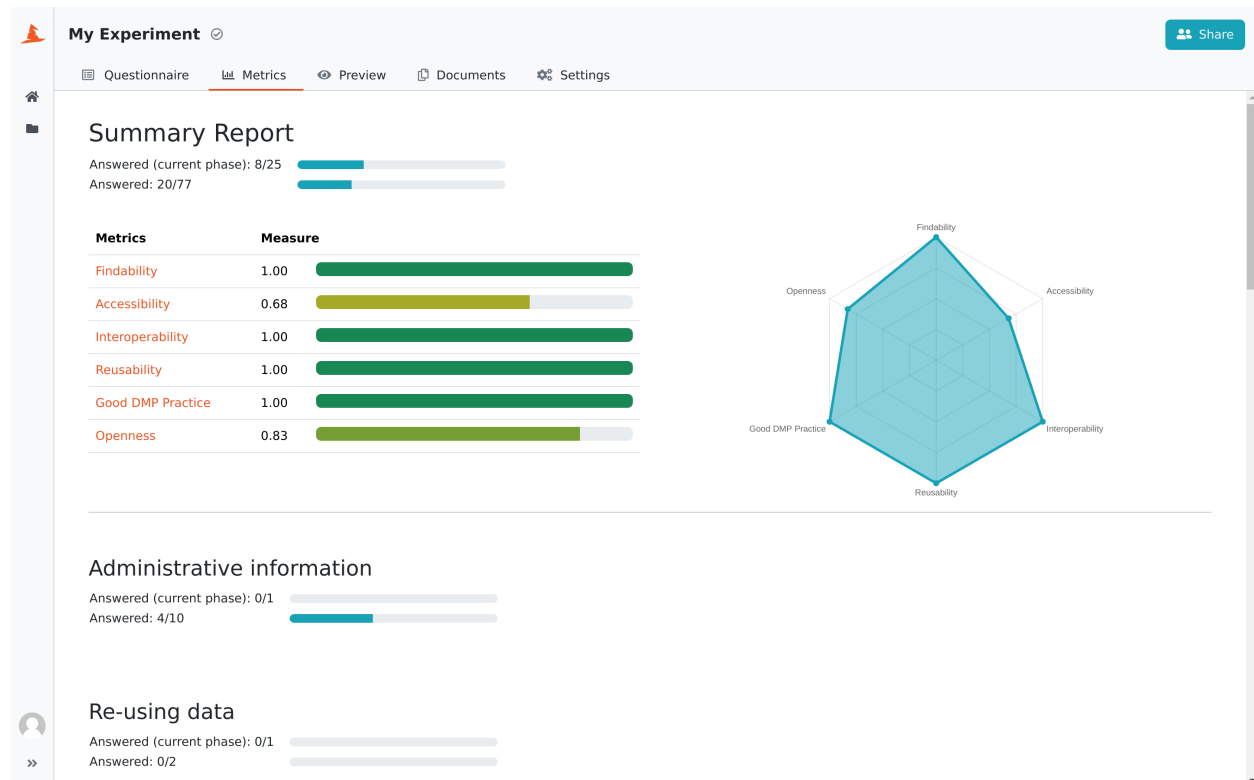 My Experiment
Share
Questionnaire
Metrics
Preview
Documents
Settings
Summary Report
Answered (current phase): 8/25
Answered: 20/77
Metrics Measure
Findability 1.00
Accessibility 0.68
Interoperability 1.00
Reusability 1.00
Good DMP Practice 1.00
Openness 0.83
Findability
Openness
Accessibility
Good DMP Practice
Interoperability
Reusability
Administrative information
Answered (current phase): 0/1
Answered: 4/10
Re-using data
Answered (current phase): 0/1
Answered: 0/2